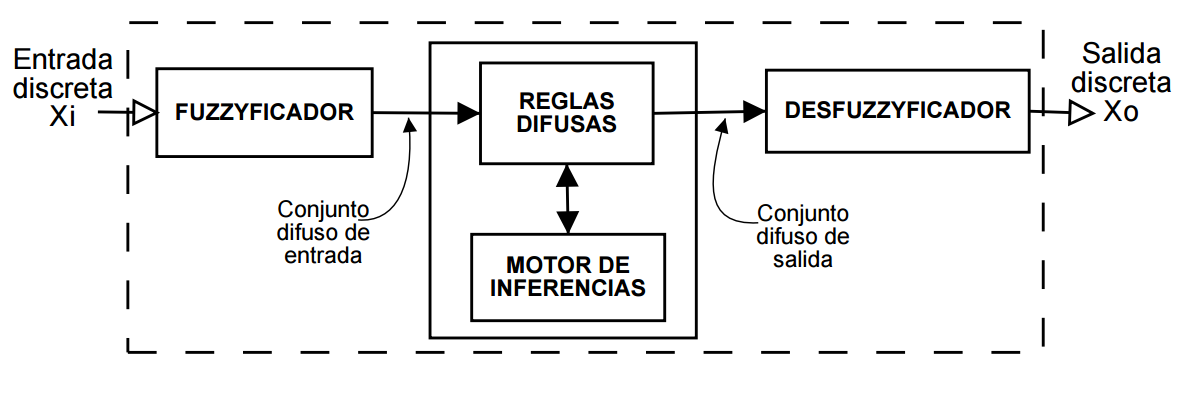 Entrada
discreta
Xi
FUZZYFICADOR
Conjunto
difuso de
entrada
REGLAS
DIFUSAS
MOTOR DE
INFERENCIAS
Conjunto
difuso de
salida
DESFUZZYFICADOR
Salida
discreta
Xo